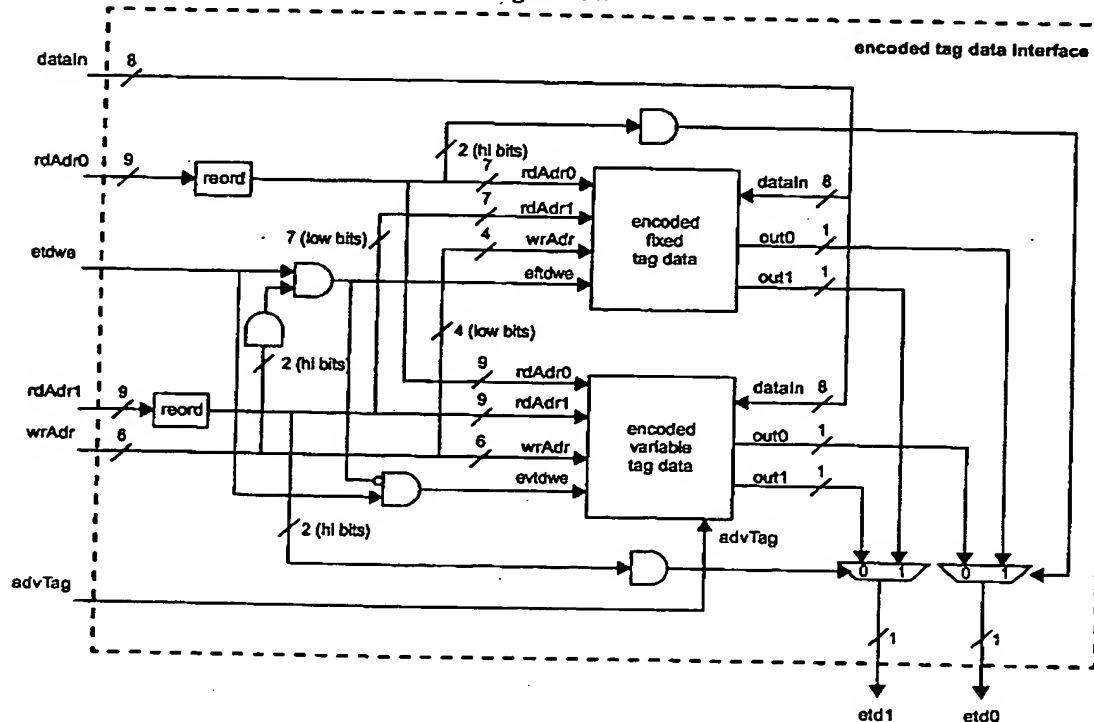 encoded tag data interface
dataIn
8
2 (hi bits)
rdAdr0
9
reord
7
rdAdr0
dataIn
8
7
rdAdr1
encoded
fixed
tag data
7 (low bits)
4
wrAdr
out0
1
etdwe
eftdwe
out1
1
4 (low bits)
2 (hi bits)
9
rdAdr0
dataIn
8
rdAdr1
9
reord
9
rdAdr1
encoded
variable
tag data
wrAdr
6
6
wrAdr
out0
1
evtdwe
out1
1
2 (hi bits)
advTag
advTag
0 1
0 1
1
1
etd1
etd0